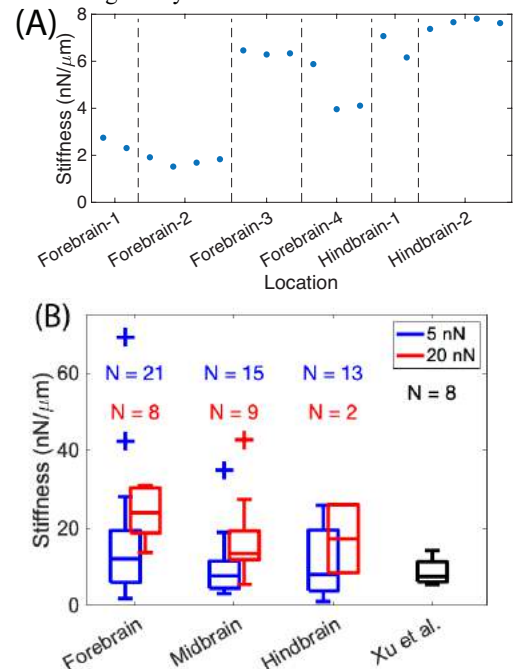 (A)
8
6
4
2
0
Stiffness (nN/μm)
Forebrain-1
Forebrain-2
Forebrain-3
Forebrain-4
Hindbrain-1
Hindbrain-2
Location
(B)
5 nN
20 nN
N = 21
N = 15
N = 13
N = 8
N = 8
N = 9
N = 2
60
40
20
0
Stiffness (nN/μm)
Forebrain
Midbrain
Hindbrain
Xu et al.